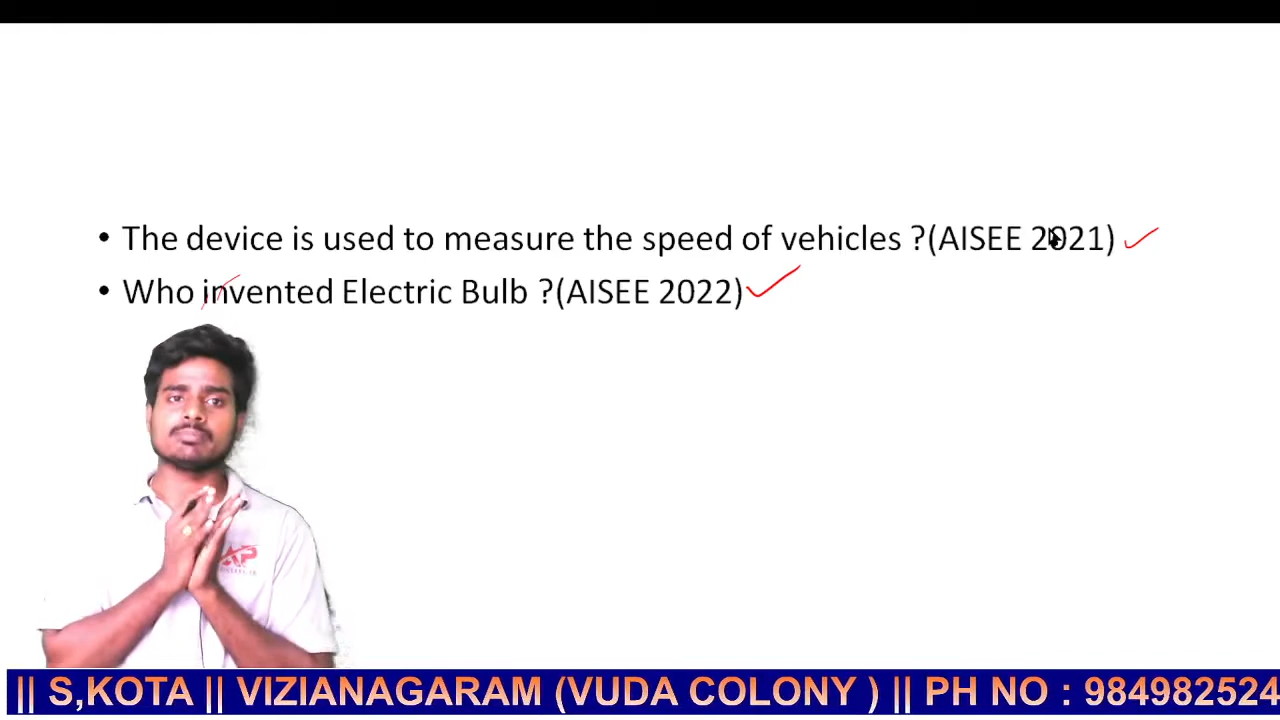 • The device is used to measure the speed of vehicles ?(AISEE 2021)
• Who invented Electric Bulb ?(AISEE 2022)
AP
|| S,KOTA || VIZIANAGARAM (VUDA COLONY ) || PH NO : 984982524